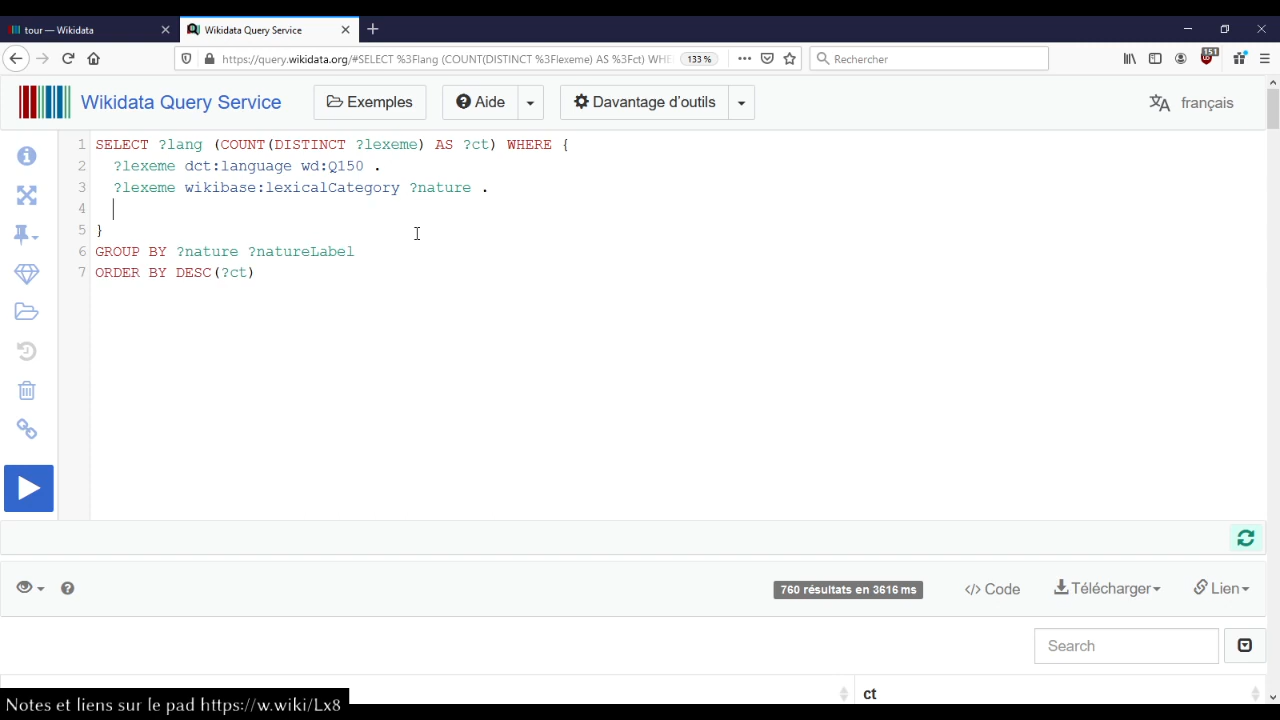 tour — Wikidata
Wikidata Query Service
https://query.wikidata.org/#SELECT %3Flang (COUNT(DISTINCT %3Flexeme) AS %3Fct) WHE
133 %
Rechercher
151
Wikidata Query Service
Exemples
Aide
Davantage d'outils
français
1 SELECT ?lang (COUNT(DISTINCT ?lexeme) AS ?ct) WHERE {
2 ?lexeme dct:language wd:Q150 .
3 ?lexeme wikibase:lexicalCategory ?nature .
4
5 }
6 GROUP BY ?nature ?natureLabel
7 ORDER BY DESC(?ct)
760 résultats en 3616 ms
</> Code
Télécharger
Lien
Search
ct
Notes et liens sur le pad https://w.wiki/Lx8